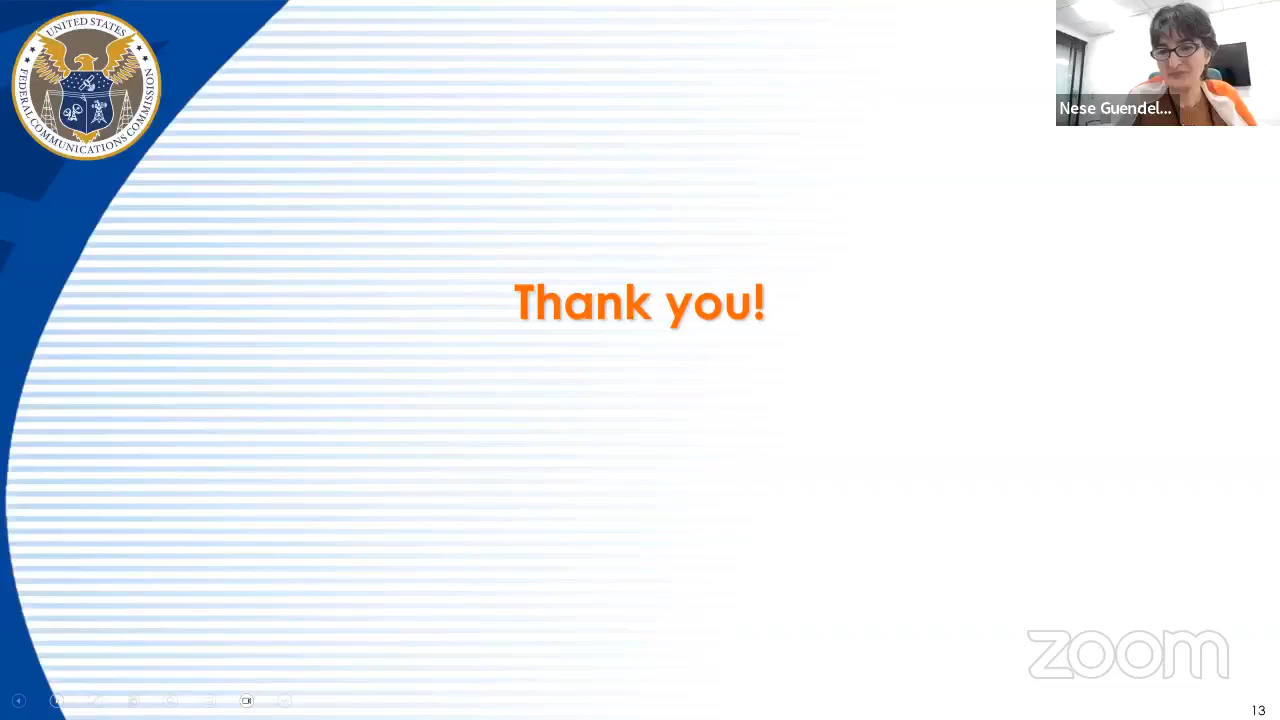 UNITED STATES
FEDERAL COMMUNICATIONS COMMISSION
Nese Guendel...
Thank you!
zoom
13